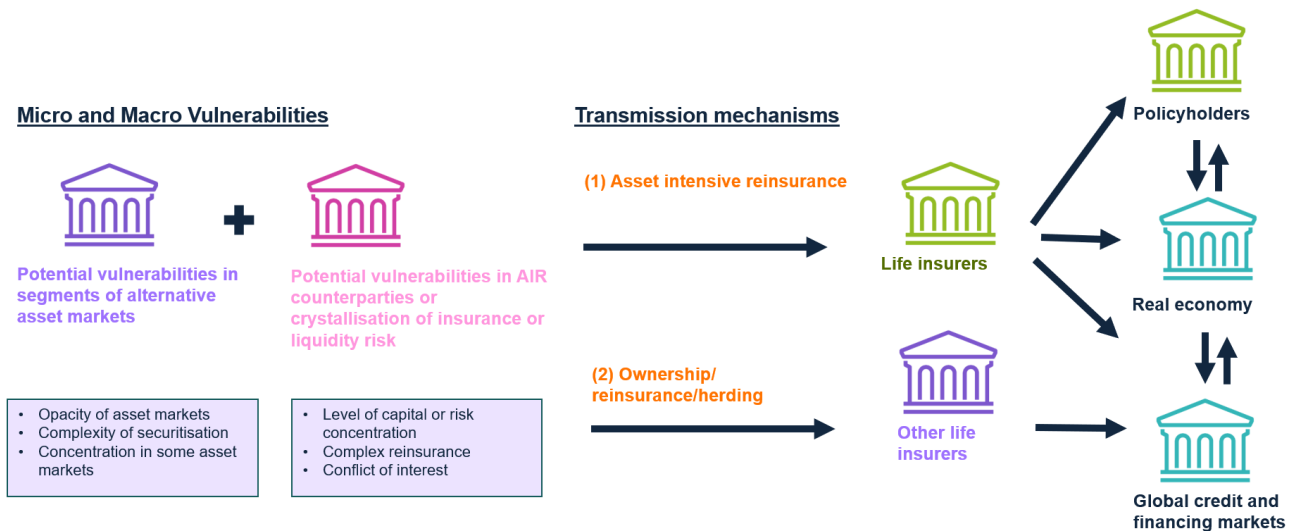 Micro and Macro Vulnerabilities
Potential vulnerabilities in
segments of alternative
asset markets
Potential vulnerabilities in AIR
counterparties or
crystallisation of insurance or
liquidity risk
• Opacity of asset markets
• Complexity of securitisation
• Concentration in some asset
markets
• Level of capital or risk
concentration
• Complex reinsurance
• Conflict of interest
Transmission mechanisms
(1) Asset intensive reinsurance
(2) Ownership/
reinsurance/herding
Life insurers
Other life
insurers
Policyholders
Real economy
Global credit and
financing markets